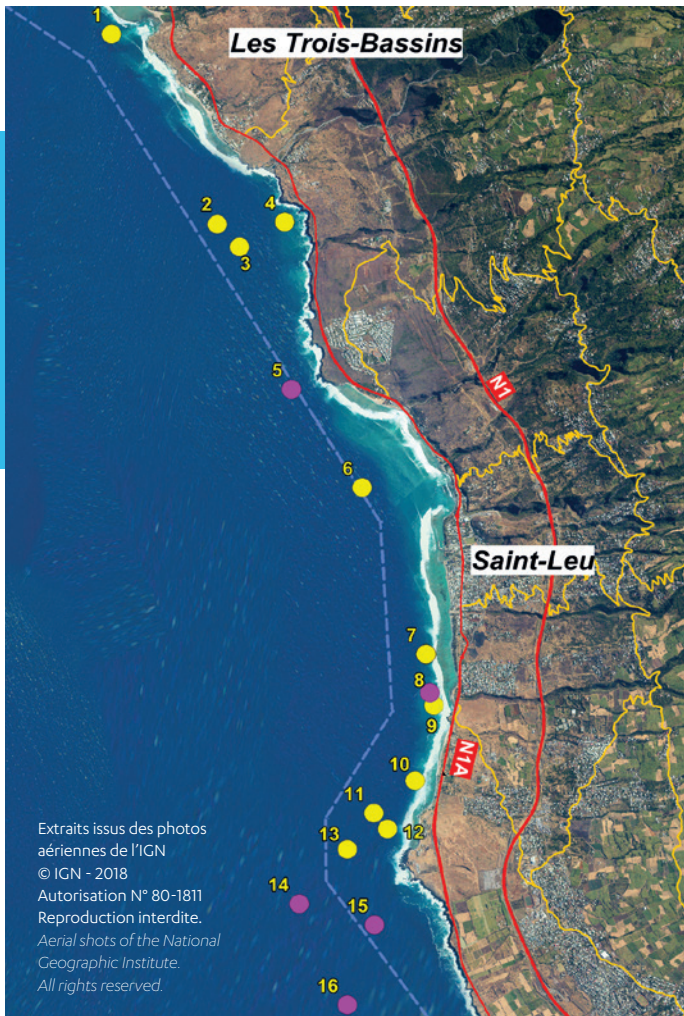 1
Les Trois-Bassins
2
4
3
5
N1
6
Saint-Leu
7
8
9
N1A
10
11
12
13
14
15
16
Extraits issus des photos
aériennes de l'IGN
© IGN - 2018
Autorisation N° 80-1811
Reproduction interdite.
Aerial shots of the National
Geographic Institute.
All rights reserved.